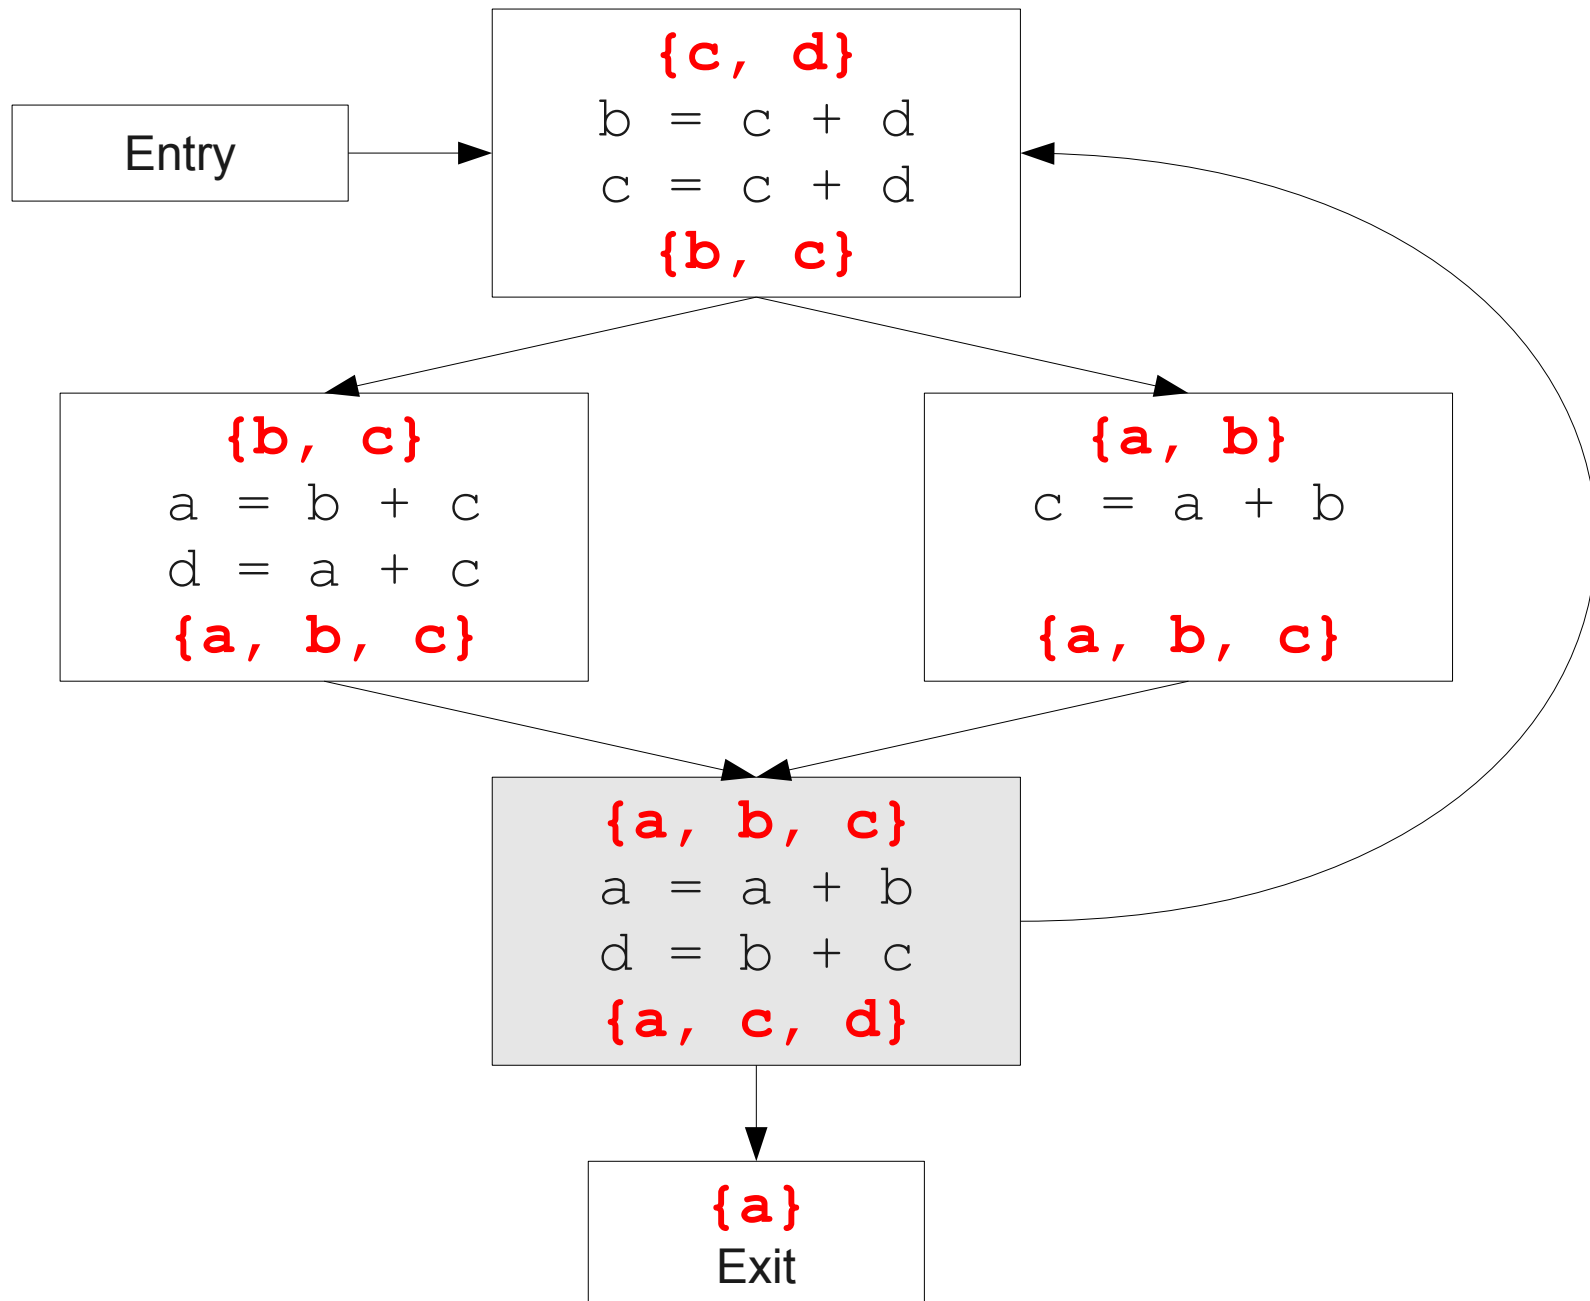 Entry
{c, d}
b = c + d
c = c + d
{b, c}
{b, c}
a = b + c
d = a + c
{a, b, c}
{a, b}
c = a + b
{a, b, c}
{a, b, c}
a = a + b
d = b + c
{a, c, d}
{a}
Exit